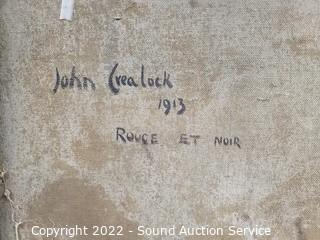 John Crealock
1913
ROUGE ET NOIR
Copyright 2022 - Sound Auction Service